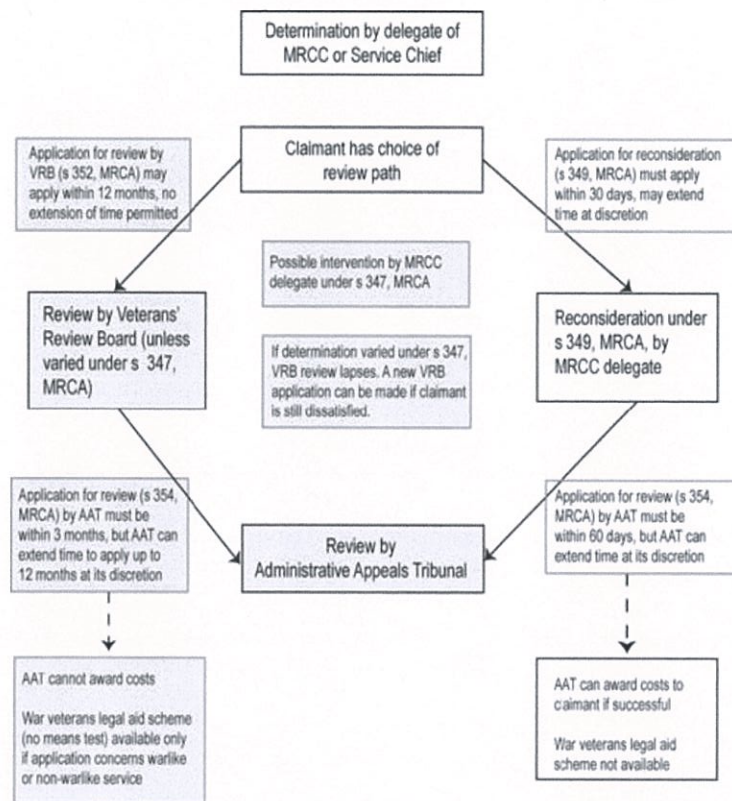 Determination by delegate of
MRCC or Service Chief
Application for review by
VRB (s 352, MRCA) may
apply within 12 months, no
extension of time permitted
Claimant has choice of
review path
Application for reconsideration
(s 349, MRCA) must apply
within 30 days, may extend
time at discretion
Possible intervention by MRCC
delegate under s 347, MRCA
Review by Veterans'
Review Board (unless
varied under s 347,
MRCA)
If determination varied under s 347,
VRB review lapses. A new VRB
application can be made if claimant
is still dissatisfied.
Reconsideration under
s 349, MRCA, by
MRCC delegate
Application for review (s 354,
MRCA) by AAT must be
within 3 months, but AAT can
extend time to apply up to
12 months at its discretion
Review by
Administrative Appeals Tribunal
Application for review (s 354,
MRCA) by AAT must be
within 60 days, but AAT can
extend time at its discretion
AAT cannot award costs
War veterans legal aid scheme
(no means test) available only
if application concerns warlike
or non-warlike service
AAT can award costs to
claimant if successful
War veterans legal aid
scheme not available